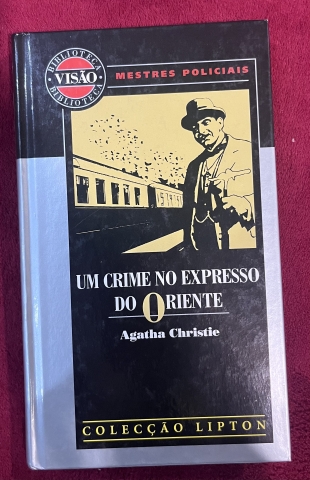 BIBLIOTECA
VISÃO
BIBLIOTECA
MESTRES POLICIAIS
UM CRIME NO EXPRESSO
DO ORIENTE
Agatha Christie
COLECÇÃO LIPTON